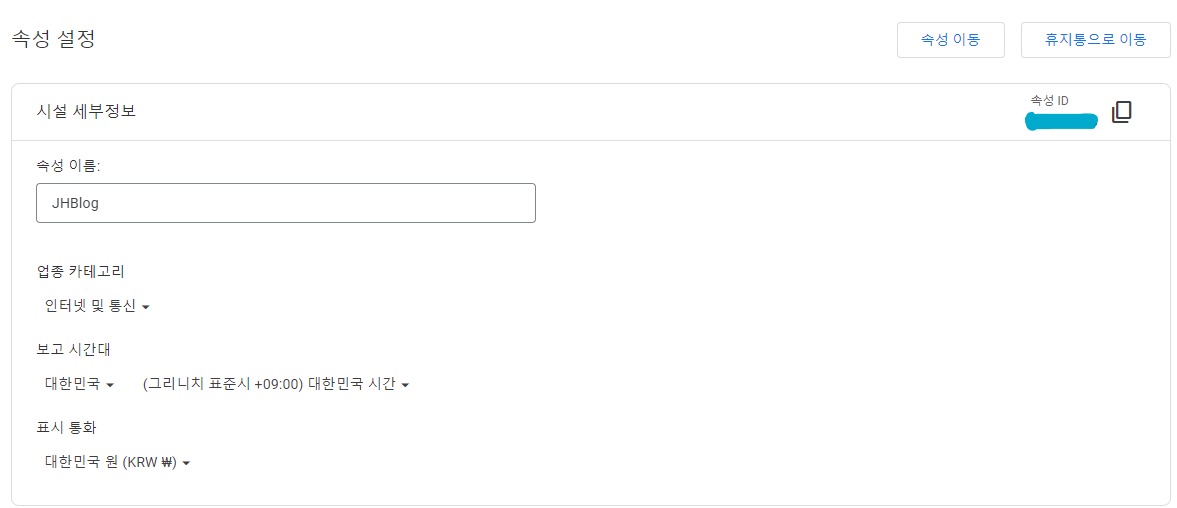 속성 설정
속성 이동
휴지통으로 이동
시설 세부정보
속성 ID
속성 이름:
JHBlog
업종 카테고리
인터넷 및 통신
보고 시간대
대한민국 (그리니치 표준시 +09:00) 대한민국 시간
표시 통화
대한민국 원 (KRW ₩)